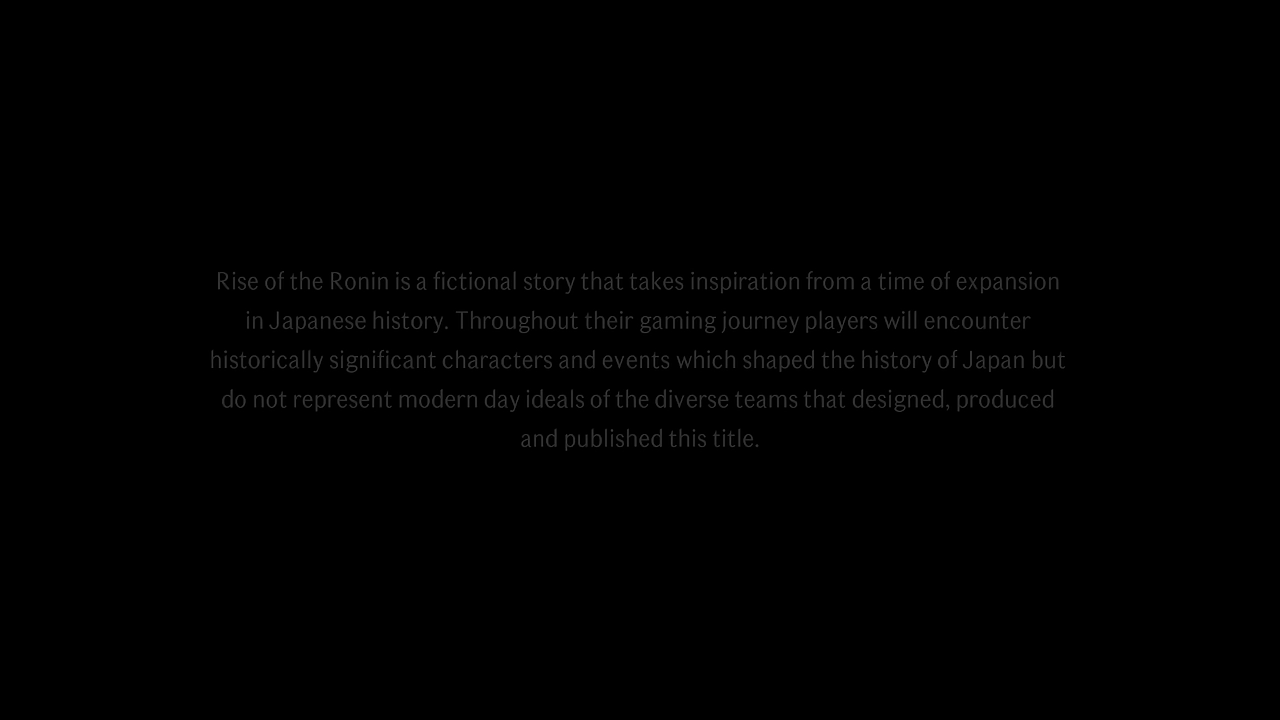 Rise of the Ronin is a fictional story that takes inspiration from a time of expansion
in Japanese history. Throughout their gaming journey players will encounter
historically significant characters and events which shaped the history of Japan but
do not represent modern day ideals of the diverse teams that designed, produced
and published this title.